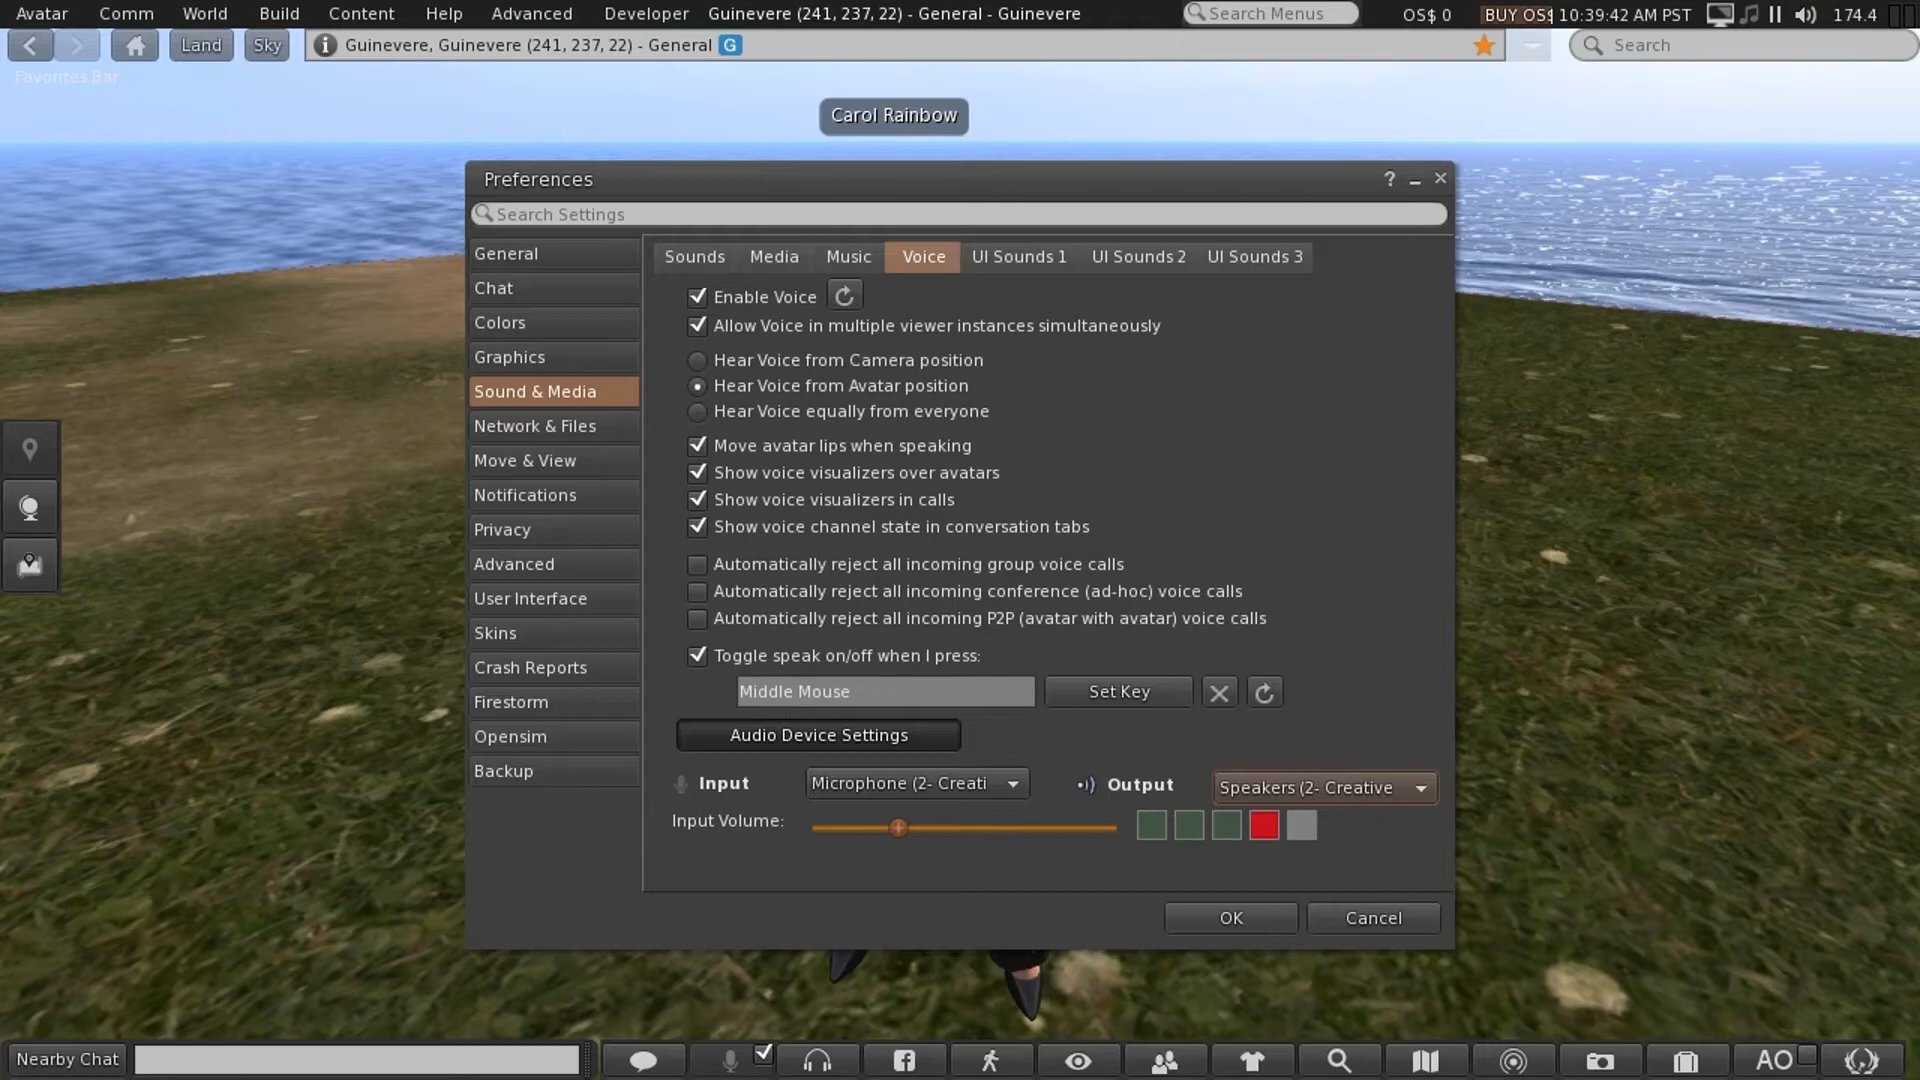 Avatar Comm World Build Content Help Advanced Developer Guinevere (241, 237, 22) - General - Guinevere Search Menus OS$ 0 BUY OS$ 10:39:42 AM PST 174.4
Land Sky Guinevere, Guinevere (241, 237, 22) - General G Search
Favorites Bar
Carol Rainbow
Preferences ?
Search Settings
General
Chat
Colors
Graphics
Sound & Media
Network & Files
Move & View
Notifications
Privacy
Advanced
User Interface
Skins
Crash Reports
Firestorm
Opensim
Backup
Sounds Media Music Voice UI Sounds 1 UI Sounds 2 UI Sounds 3
Enable Voice
Allow Voice in multiple viewer instances simultaneously
Hear Voice from Camera position
Hear Voice from Avatar position
Hear Voice equally from everyone
Move avatar lips when speaking
Show voice visualizers over avatars
Show voice visualizers in calls
Show voice channel state in conversation tabs
Automatically reject all incoming group voice calls
Automatically reject all incoming conference (ad-hoc) voice calls
Automatically reject all incoming P2P (avatar with avatar) voice calls
Toggle speak on/off when I press:
Middle Mouse Set Key
Audio Device Settings
Input Microphone (2- Creati Output Speakers (2- Creative
Input Volume:
OK Cancel
Nearby Chat AO